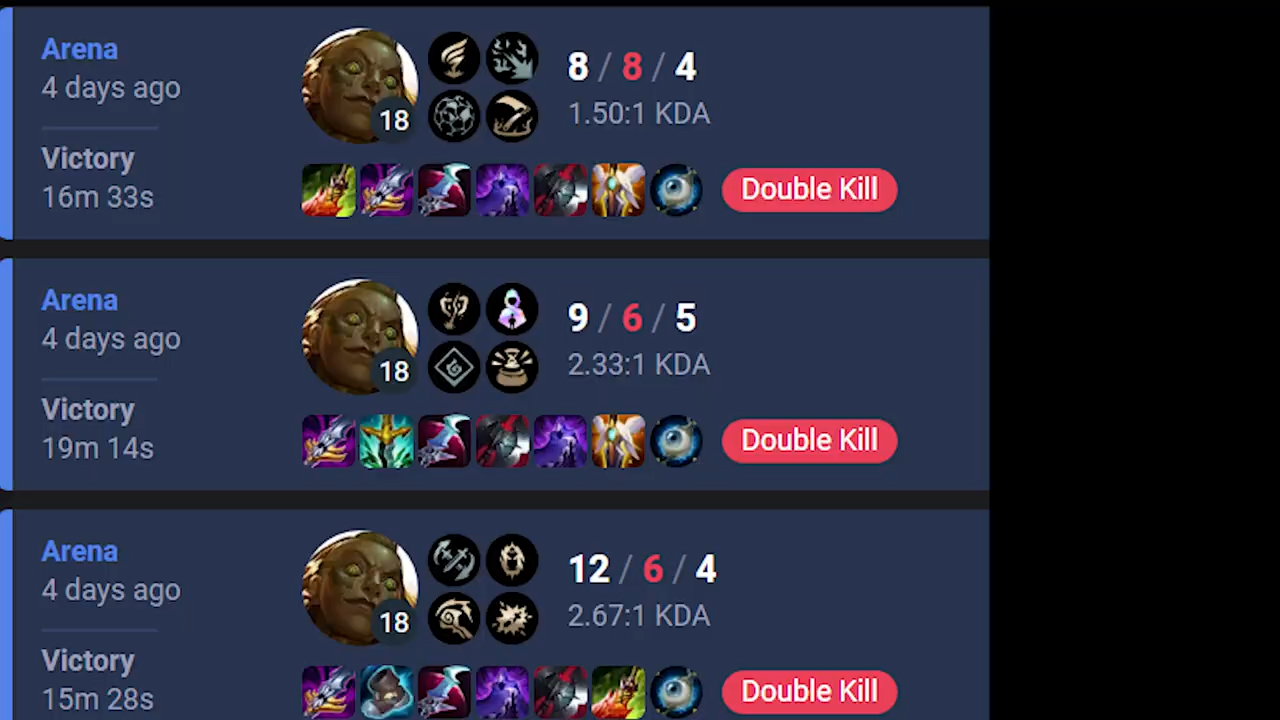 Arena
4 days ago
Victory
16m 33s
18
8 / 8 / 4
1.50:1 KDA
Double Kill
Arena
4 days ago
Victory
19m 14s
18
9 / 6 / 5
2.33:1 KDA
Double Kill
Arena
4 days ago
Victory
15m 28s
18
12 / 6 / 4
2.67:1 KDA
Double Kill